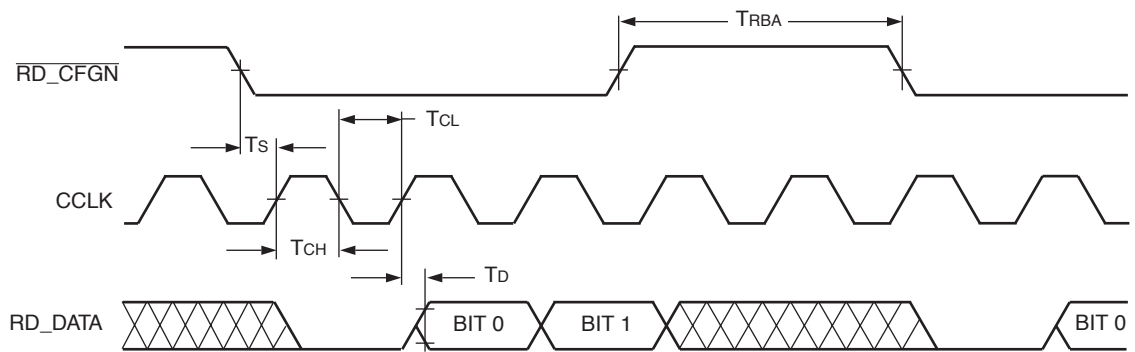 TRBA
RD_CFGN
TCL
TS
CCLK
TCH
TD
RD_DATA
BIT 0
BIT 1
BIT 0